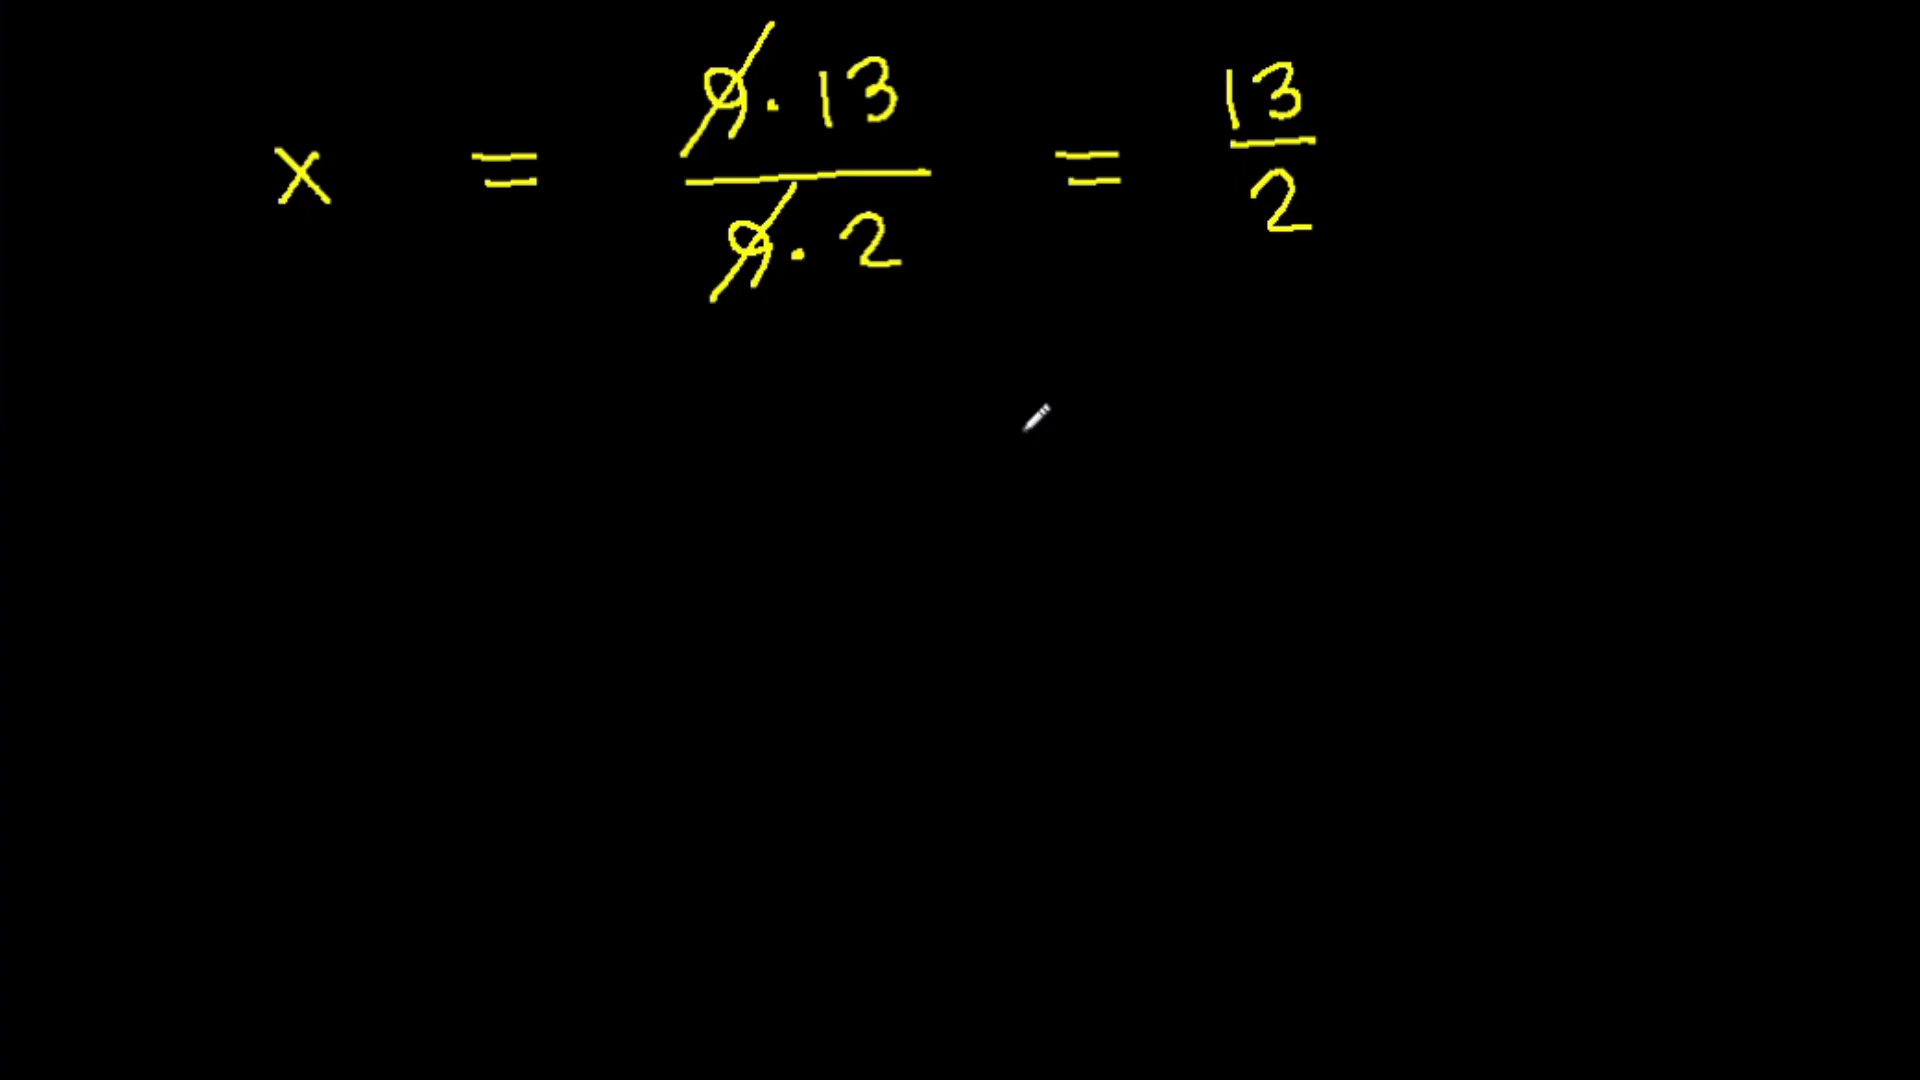 x = 9 · 13 / 9 · 2 = 13 / 2